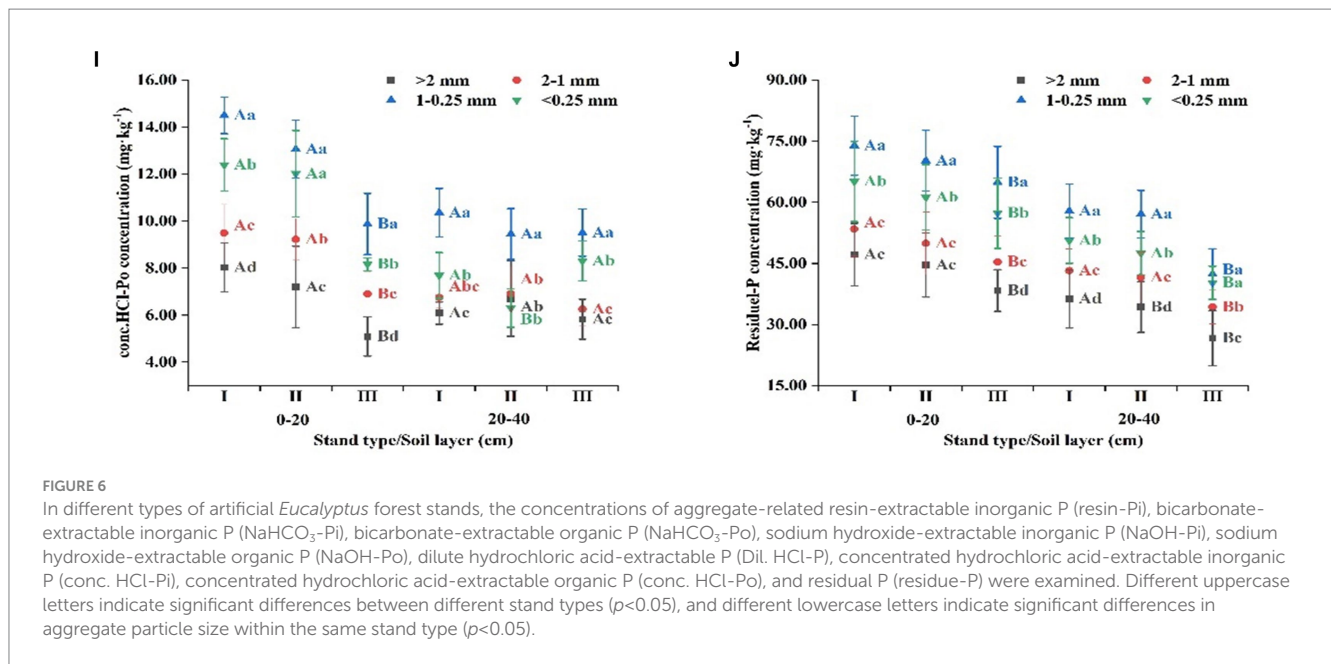 I
>2 mm 2-1 mm
1-0.25 mm <0.25 mm
16.00
14.00
12.00
10.00
8.00
6.00
4.00
conc.HCl-Po concentration (mg·kg⁻¹)
Aa
Ab
Ac
Ad
Aa
Aa
Ab
Ac
Ba
Bb
Bc
Bd
Aa
Ab
Abc
Ac
Aa
Ab
Ab
Bb
Aa
Ab
Ac
Ac
I II III I II III
0-20 20-40
Stand type/Soil layer (cm)
J
>2 mm 2-1 mm
1-0.25 mm <0.25 mm
90.00
75.00
60.00
45.00
30.00
15.00
Residuel-P concentration (mg·kg⁻¹)
Aa
Ab
Ac
Ac
Aa
Ab
Ac
Ac
Ba
Bb
Bc
Bd
Aa
Ab
Ac
Ad
Aa
Ab
Ac
Bd
Ba
Ba
Bb
Bc
I II III I II III
0-20 20-40
Stand type/Soil layer (cm)
FIGURE 6
In different types of artificial Eucalyptus forest stands, the concentrations of aggregate-related resin-extractable inorganic P (resin-Pi), bicarbonate-
extractable inorganic P (NaHCO₃-Pi), bicarbonate-extractable organic P (NaHCO₃-Po), sodium hydroxide-extractable inorganic P (NaOH-Pi), sodium
hydroxide-extractable organic P (NaOH-Po), dilute hydrochloric acid-extractable P (Dil. HCl-P), concentrated hydrochloric acid-extractable inorganic
P (conc. HCl-Pi), concentrated hydrochloric acid-extractable organic P (conc. HCl-Po), and residual P (residue-P) were examined. Different uppercase
letters indicate significant differences between different stand types (p<0.05), and different lowercase letters indicate significant differences in
aggregate particle size within the same stand type (p<0.05).